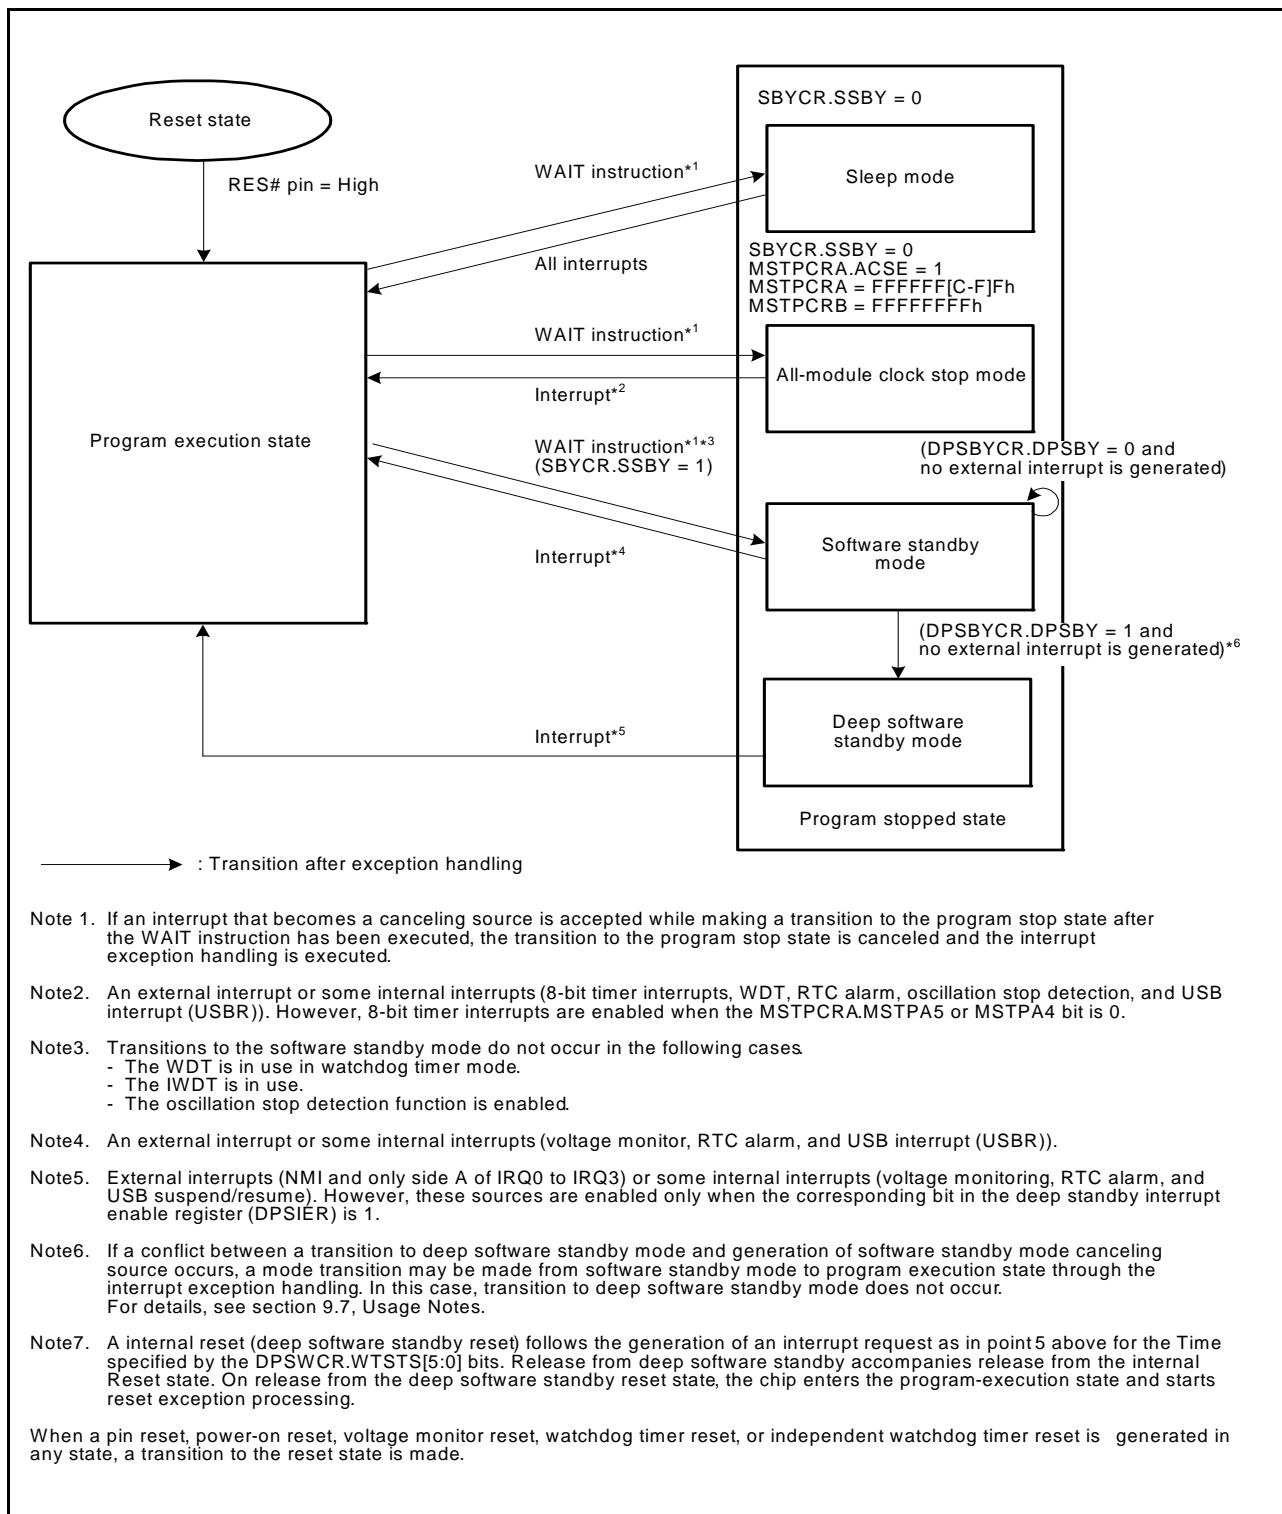 Reset state
RES# pin = High
Program execution state
WAIT instruction*1
All interrupts
WAIT instruction*1
Interrupt*2
WAIT instruction*1*3
(SBYCR.SSBY = 1)
Interrupt*4
Interrupt*5
SBYCR.SSBY = 0
Sleep mode
SBYCR.SSBY = 0
MSTPCRA.ACSE = 1
MSTPCRA = FFFFFF[C-F]Fh
MSTPCRB = FFFFFFFFh
All-module clock stop mode
(DPSBYCR.DPSBY = 0 and
no external interrupt is generated)
Software standby
mode
(DPSBYCR.DPSBY = 1 and
no external interrupt is generated)*6
Deep software
standby mode
Program stopped state
: Transition after exception handling
Note 1. If an interrupt that becomes a canceling source is accepted while making a transition to the program stop state after
the WAIT instruction has been executed, the transition to the program stop state is canceled and the interrupt
exception handling is executed.
Note2. An external interrupt or some internal interrupts (8-bit timer interrupts, WDT, RTC alarm, oscillation stop detection, and USB
interrupt (USBR)). However, 8-bit timer interrupts are enabled when the MSTPCRA.MSTPA5 or MSTPA4 bit is 0.
Note3. Transitions to the software standby mode do not occur in the following cases.
- The WDT is in use in watchdog timer mode.
- The IWDT is in use.
- The oscillation stop detection function is enabled.
Note4. An external interrupt or some internal interrupts (voltage monitor, RTC alarm, and USB interrupt (USBR)).
Note5. External interrupts (NMI and only side A of IRQ0 to IRQ3) or some internal interrupts (voltage monitoring, RTC alarm, and
USB suspend/resume). However, these sources are enabled only when the corresponding bit in the deep standby interrupt
enable register (DPSIER) is 1.
Note6. If a conflict between a transition to deep software standby mode and generation of software standby mode canceling
source occurs, a mode transition may be made from software standby mode to program execution state through the
interrupt exception handling. In this case, transition to deep software standby mode does not occur.
For details, see section 9.7, Usage Notes.
Note7. A internal reset (deep software standby reset) follows the generation of an interrupt request as in point 5 above for the Time
specified by the DPSWCR.WTSTS[5:0] bits. Release from deep software standby accompanies release from the internal
Reset state. On release from the deep software standby reset state, the chip enters the program-execution state and starts
reset exception processing.
When a pin reset, power-on reset, voltage monitor reset, watchdog timer reset, or independent watchdog timer reset is generated in
any state, a transition to the reset state is made.